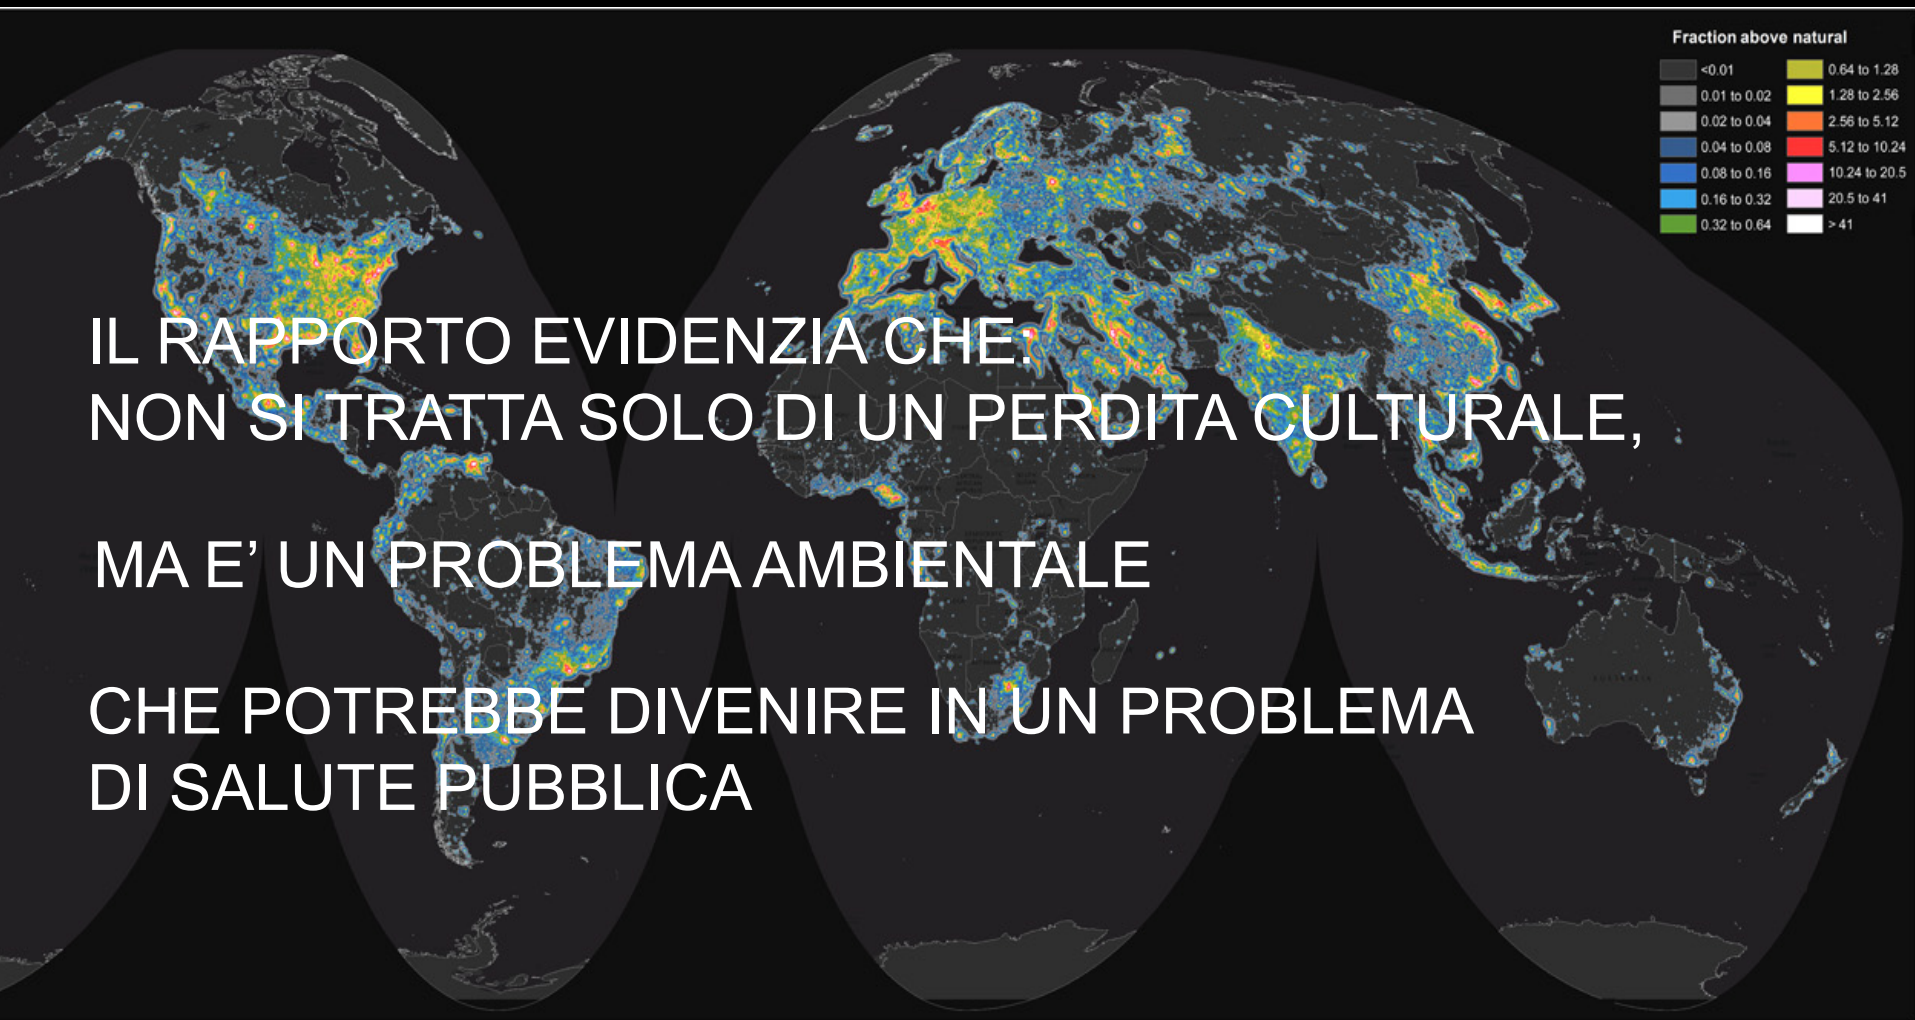 Fraction above natural
<0.01
0.01 to 0.02
0.02 to 0.04
0.04 to 0.08
0.08 to 0.16
0.16 to 0.32
0.32 to 0.64
0.64 to 1.28
1.28 to 2.56
2.56 to 5.12
5.12 to 10.24
10.24 to 20.5
20.5 to 41
> 41
IL RAPPORTO EVIDENZIA CHE:
NON SI TRATTA SOLO DI UN PERDITA CULTURALE,
MA E’ UN PROBLEMA AMBIENTALE
CHE POTREBBE DIVENIRE IN UN PROBLEMA
DI SALUTE PUBBLICA
AUSTRALIA